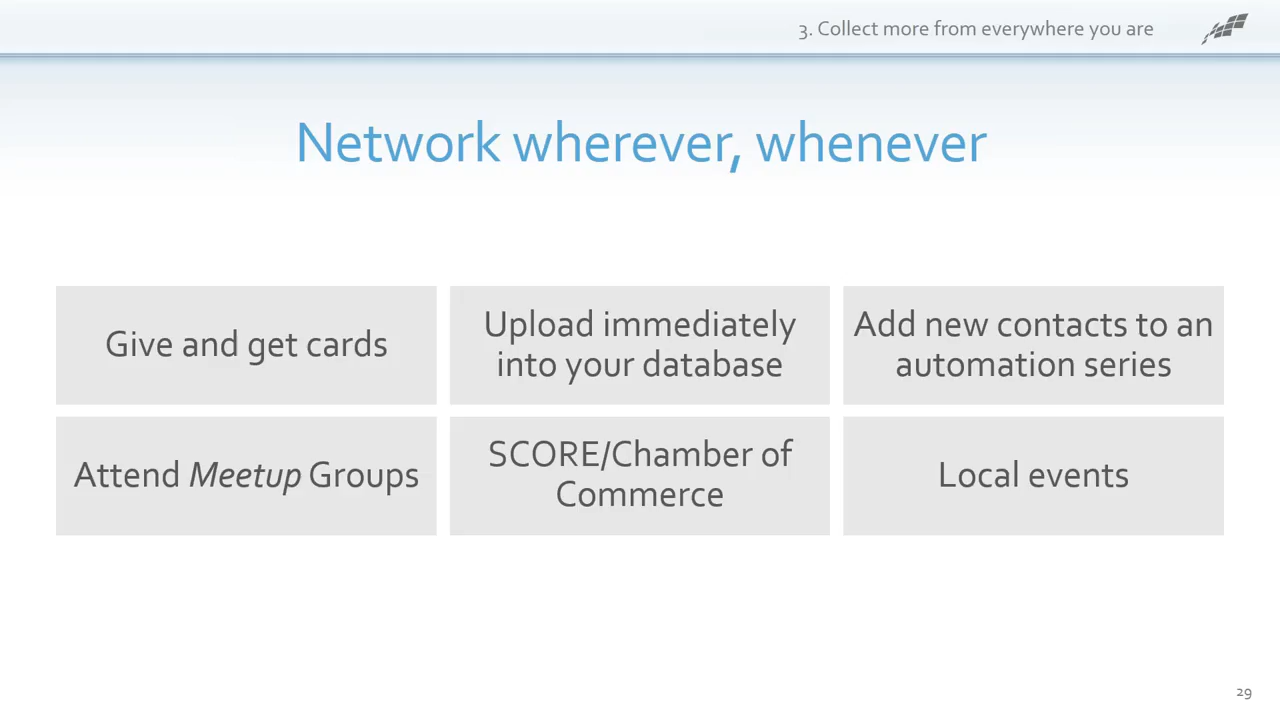 3. Collect more from everywhere you are
Network wherever, whenever
Give and get cards
Upload immediately
into your database
Add new contacts to an
automation series
Attend Meetup Groups
SCORE/Chamber of
Commerce
Local events
29